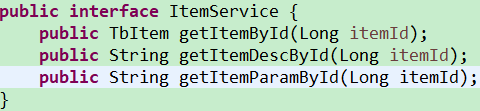 public interface ItemService {
    public TbItem getItemById(Long itemId);
    public String getItemDescById(Long itemId);
    public String getItemParamById(Long itemId);
}